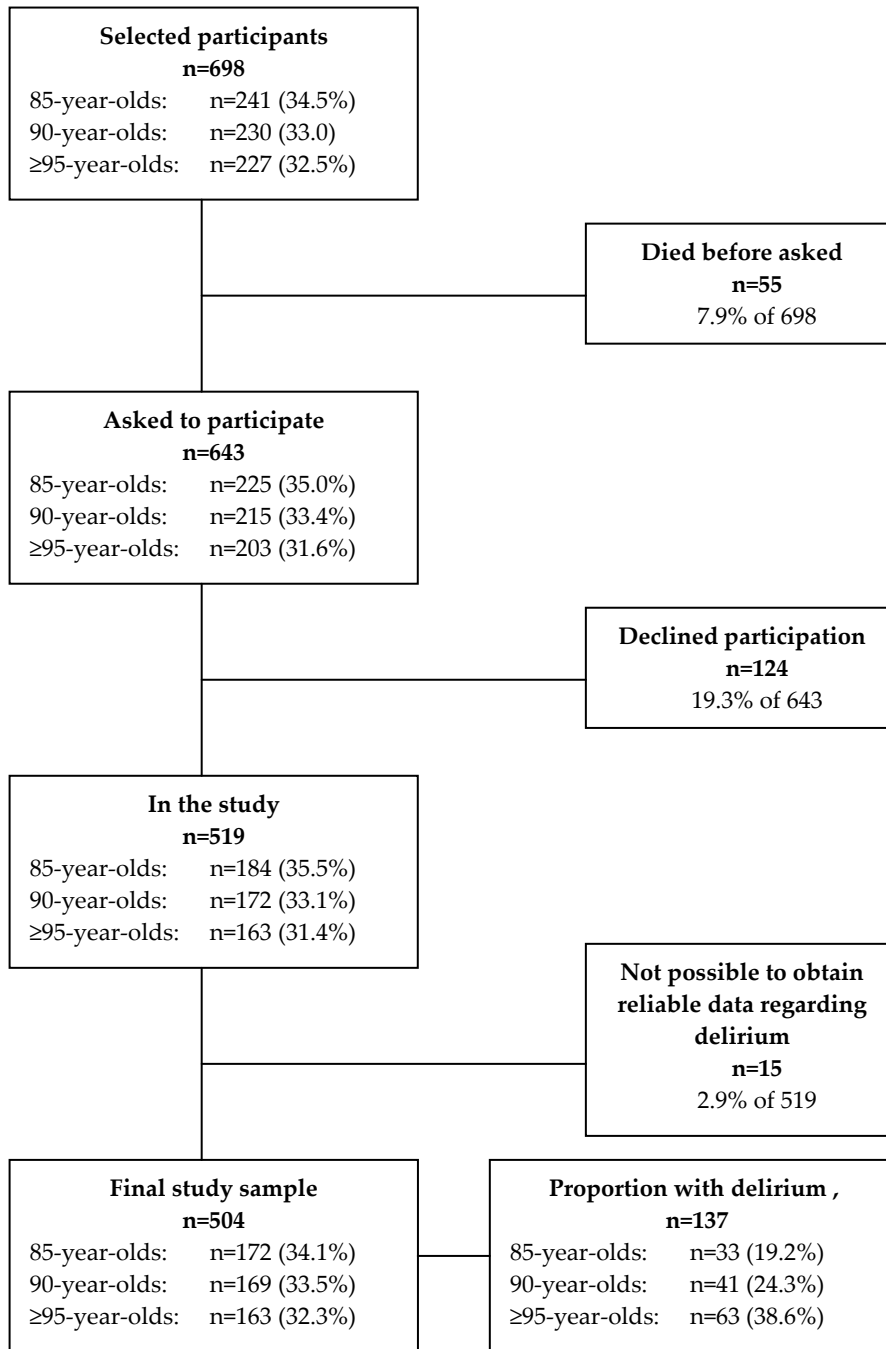 Selected participants
n=698
85-year-olds: n=241 (34.5%)
90-year-olds: n=230 (33.0)
≥95-year-olds: n=227 (32.5%)
Died before asked
n=55
7.9% of 698
Asked to participate
n=643
85-year-olds: n=225 (35.0%)
90-year-olds: n=215 (33.4%)
≥95-year-olds: n=203 (31.6%)
Declined participation
n=124
19.3% of 643
In the study
n=519
85-year-olds: n=184 (35.5%)
90-year-olds: n=172 (33.1%)
≥95-year-olds: n=163 (31.4%)
Not possible to obtain
reliable data regarding
delirium
n=15
2.9% of 519
Final study sample
n=504
85-year-olds: n=172 (34.1%)
90-year-olds: n=169 (33.5%)
≥95-year-olds: n=163 (32.3%)
Proportion with delirium ,
n=137
85-year-olds: n=33 (19.2%)
90-year-olds: n=41 (24.3%)
≥95-year-olds: n=63 (38.6%)